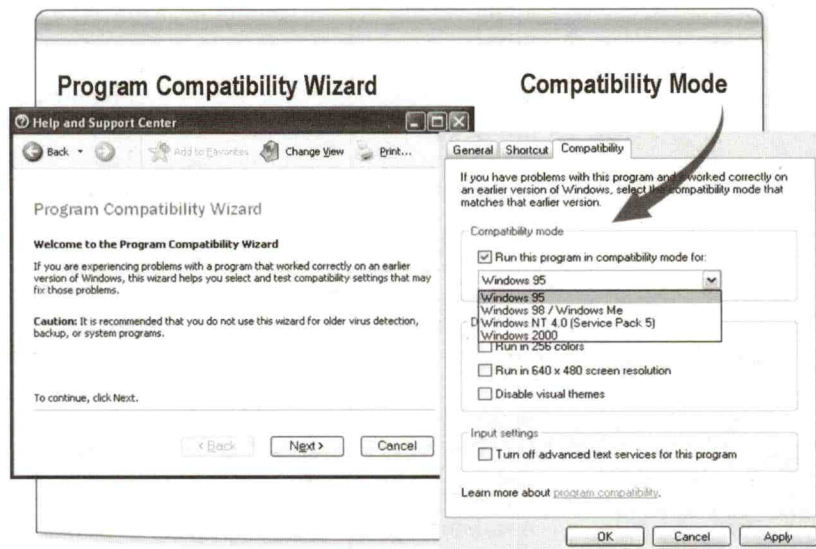 Program Compatibility Wizard
Compatibility Mode
Help and Support Center
Back
Add to Favorites
Change View
Print...
Program Compatibility Wizard
Welcome to the Program Compatibility Wizard
If you are experiencing problems with a program that worked correctly on an earlier
version of Windows, this wizard helps you select and test compatibility settings that may
fix those problems.
Caution: It is recommended that you do not use this wizard for older virus detection,
backup, or system programs.
To continue, click Next.
< Back
Next >
Cancel
General Shortcut Compatibility
If you have problems with this program and worked correctly on
an earlier version of Windows, select the compatibility mode that
matches that earlier version.
Compatibility mode
Run this program in compatibility mode for:
Windows 95
Windows 95
Windows 98 / Windows Me
Windows NT 4.0 (Service Pack 5)
Windows 2000
Run in 256 colors
Run in 640 x 480 screen resolution
Disable visual themes
Input settings
Turn off advanced text services for this program
Learn more about program compatibility.
OK
Cancel
Apply